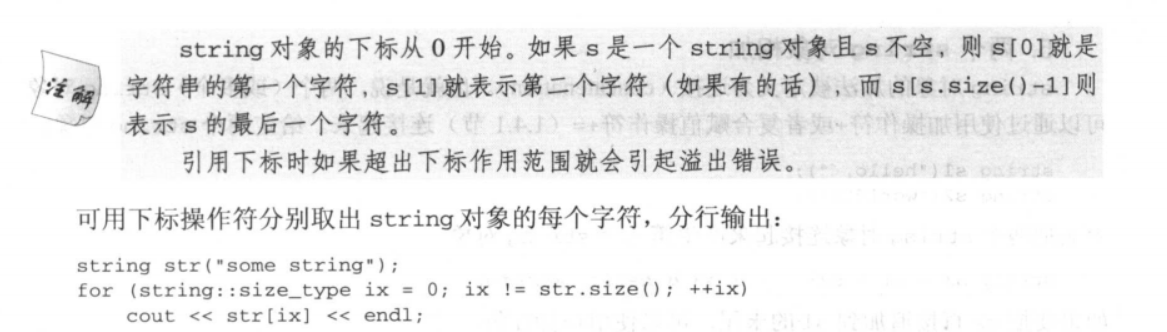 string 对象的下标从 0 开始。如果 s 是一个 string 对象且 s 不空，则 s[0]就是
注解
字符串的第一个字符，s[1]就表示第二个字符（如果有的话），而 s[s.size()-1]则
表示 s 的最后一个字符。
引用下标时如果超出下标作用范围就会引起溢出错误。
可用下标操作符分别取出 string 对象的每个字符，分行输出：
string str("some string");
for (string::size_type ix = 0; ix != str.size(); ++ix)
cout << str[ix] << endl;